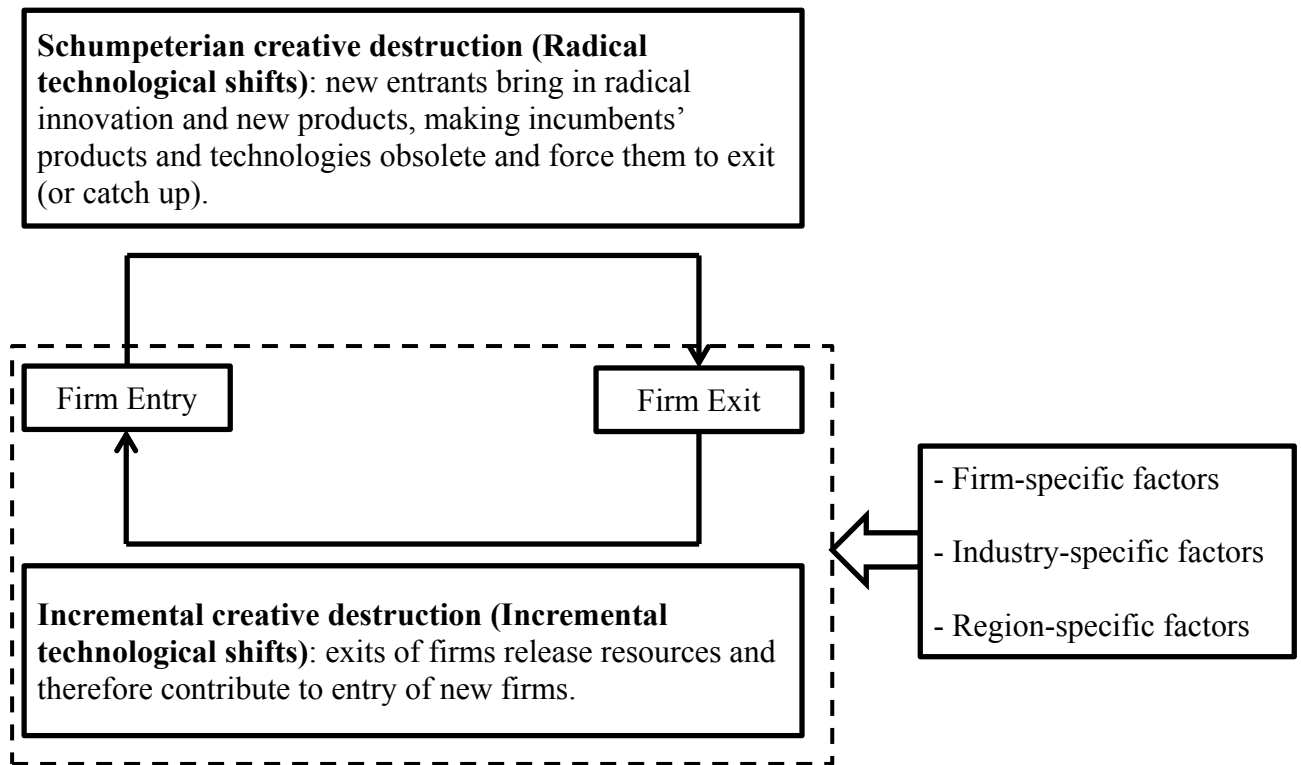 Schumpeterian creative destruction (Radical
technological shifts): new entrants bring in radical
innovation and new products, making incumbents’
products and technologies obsolete and force them to exit
(or catch up).
Firm Entry
Firm Exit
- Firm-specific factors
- Industry-specific factors
- Region-specific factors
Incremental creative destruction (Incremental
technological shifts): exits of firms release resources and
therefore contribute to entry of new firms.